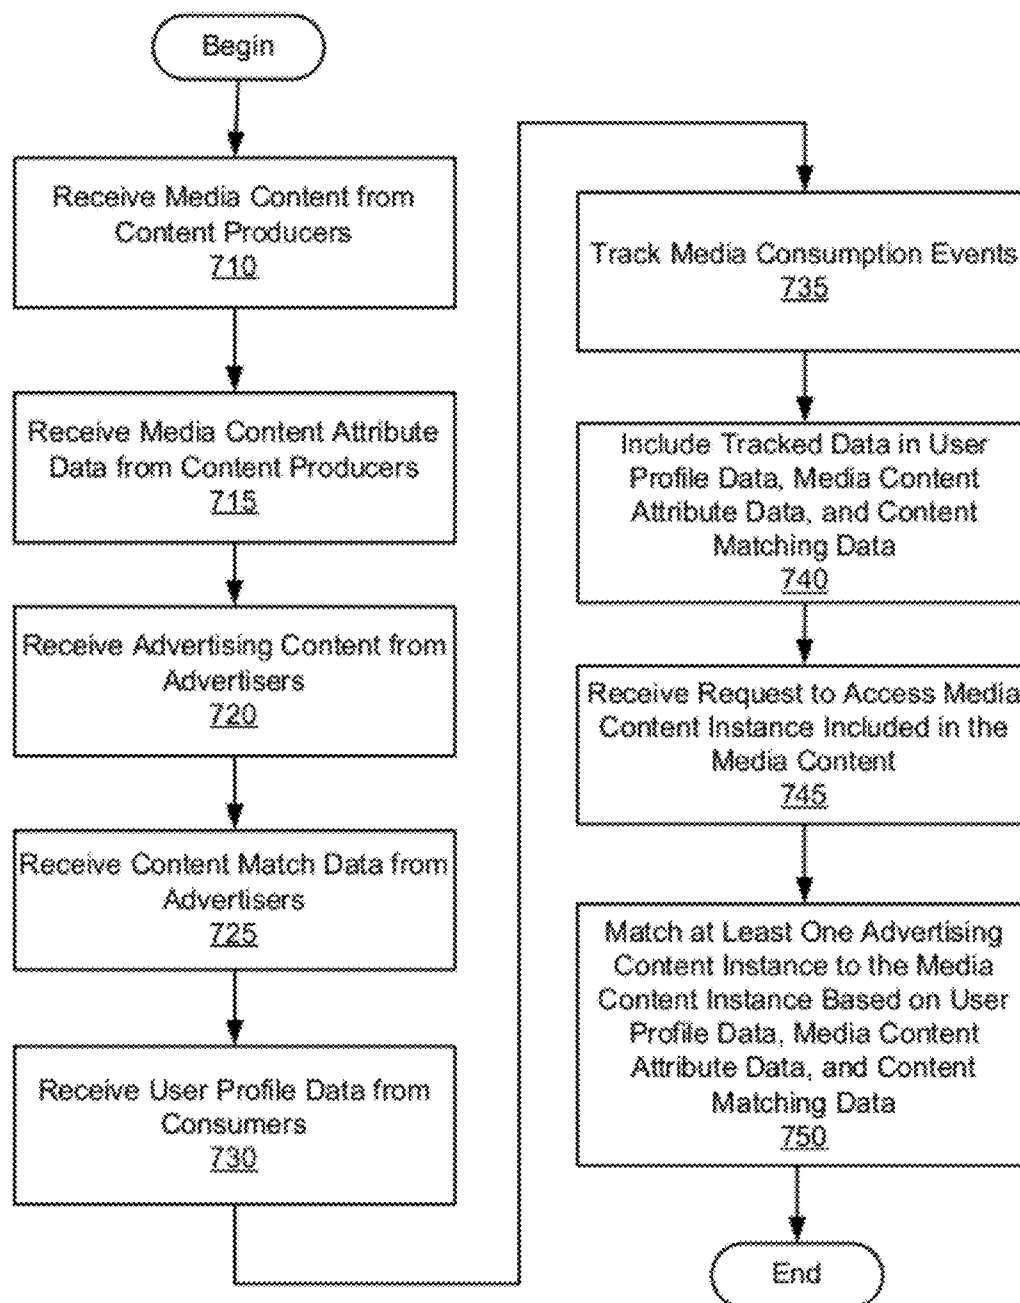 Begin
Receive Media Content from
Content Producers
710
Receive Media Content Attribute
Data from Content Producers
715
Receive Advertising Content from
Advertisers
720
Receive Content Match Data from
Advertisers
725
Receive User Profile Data from
Consumers
730
Track Media Consumption Events
735
Include Tracked Data in User
Profile Data, Media Content
Attribute Data, and Content
Matching Data
740
Receive Request to Access Media
Content Instance Included in the
Media Content
745
Match at Least One Advertising
Content Instance to the Media
Content Instance Based on User
Profile Data, Media Content
Attribute Data, and Content
Matching Data
750
End